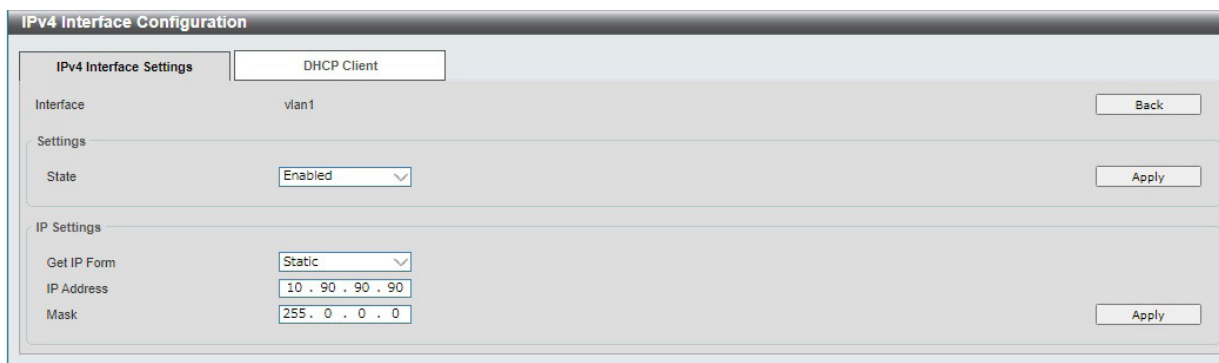 IPv4 Interface Configuration
IPv4 Interface Settings DHCP Client
Interface vlan1 Back
Settings
State Enabled Apply
IP Settings
Get IP Form Static
IP Address 10 . 90 . 90 . 90
Mask 255. 0 . 0 . 0 Apply